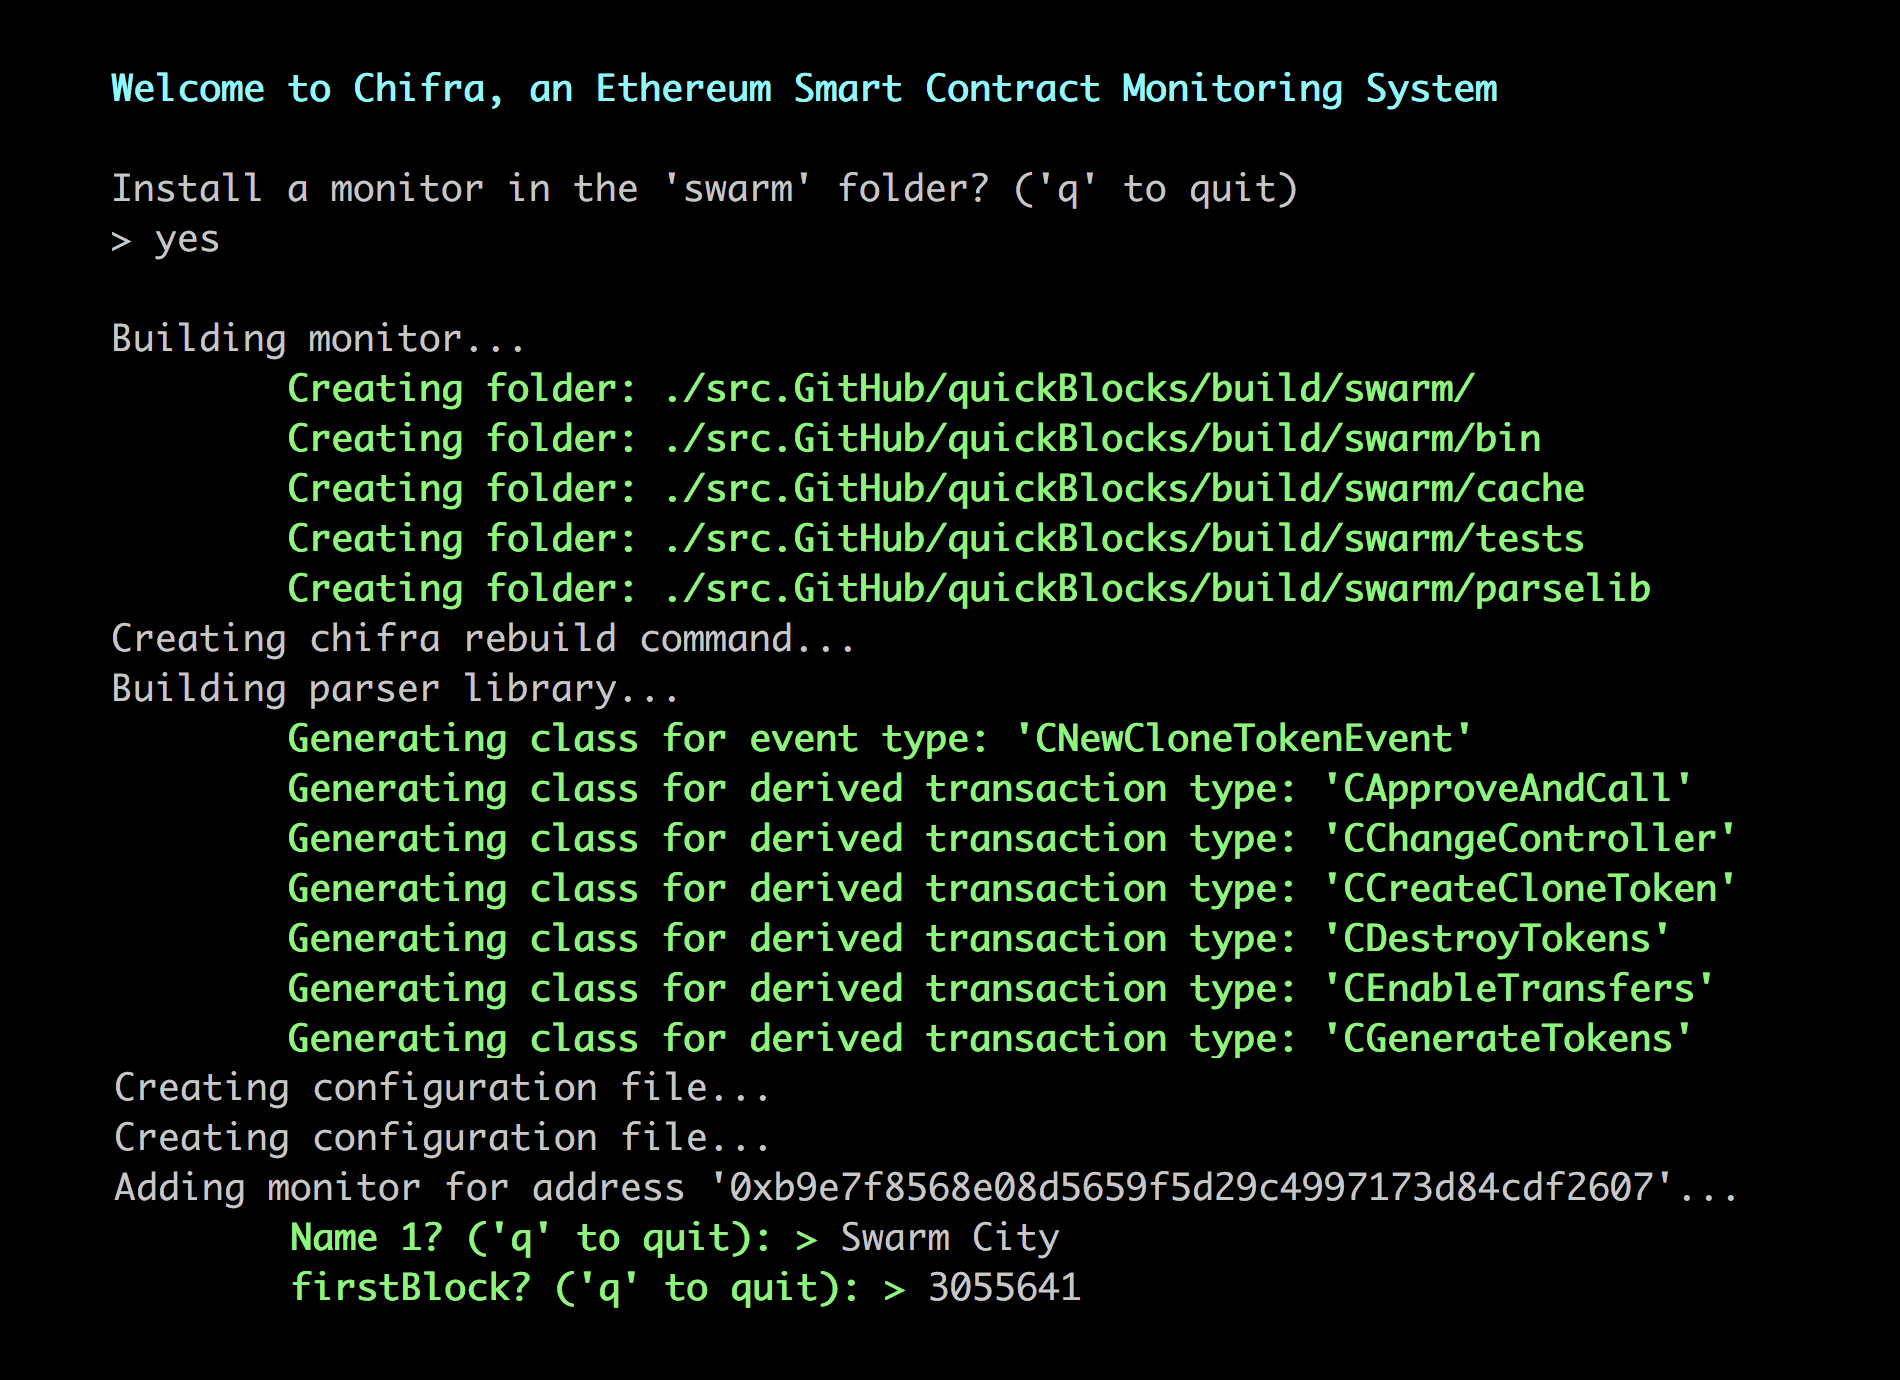 Welcome to Chifra, an Ethereum Smart Contract Monitoring System
Install a monitor in the 'swarm' folder? ('q' to quit)
> yes
Building monitor...
Creating folder: ./src.GitHub/quickBlocks/build/swarm/
Creating folder: ./src.GitHub/quickBlocks/build/swarm/bin
Creating folder: ./src.GitHub/quickBlocks/build/swarm/cache
Creating folder: ./src.GitHub/quickBlocks/build/swarm/tests
Creating folder: ./src.GitHub/quickBlocks/build/swarm/parselib
Creating chifra rebuild command...
Building parser library...
Generating class for event type: 'CNewCloneTokenEvent'
Generating class for derived transaction type: 'CApproveAndCall'
Generating class for derived transaction type: 'CChangeController'
Generating class for derived transaction type: 'CCreateCloneToken'
Generating class for derived transaction type: 'CDestroyTokens'
Generating class for derived transaction type: 'CEnableTransfers'
Generating class for derived transaction type: 'CGenerateTokens'
Creating configuration file...
Creating configuration file...
Adding monitor for address '0xb9e7f8568e08d5659f5d29c4997173d84cdf2607'...
Name 1? ('q' to quit): > Swarm City
firstBlock? ('q' to quit): > 3055641